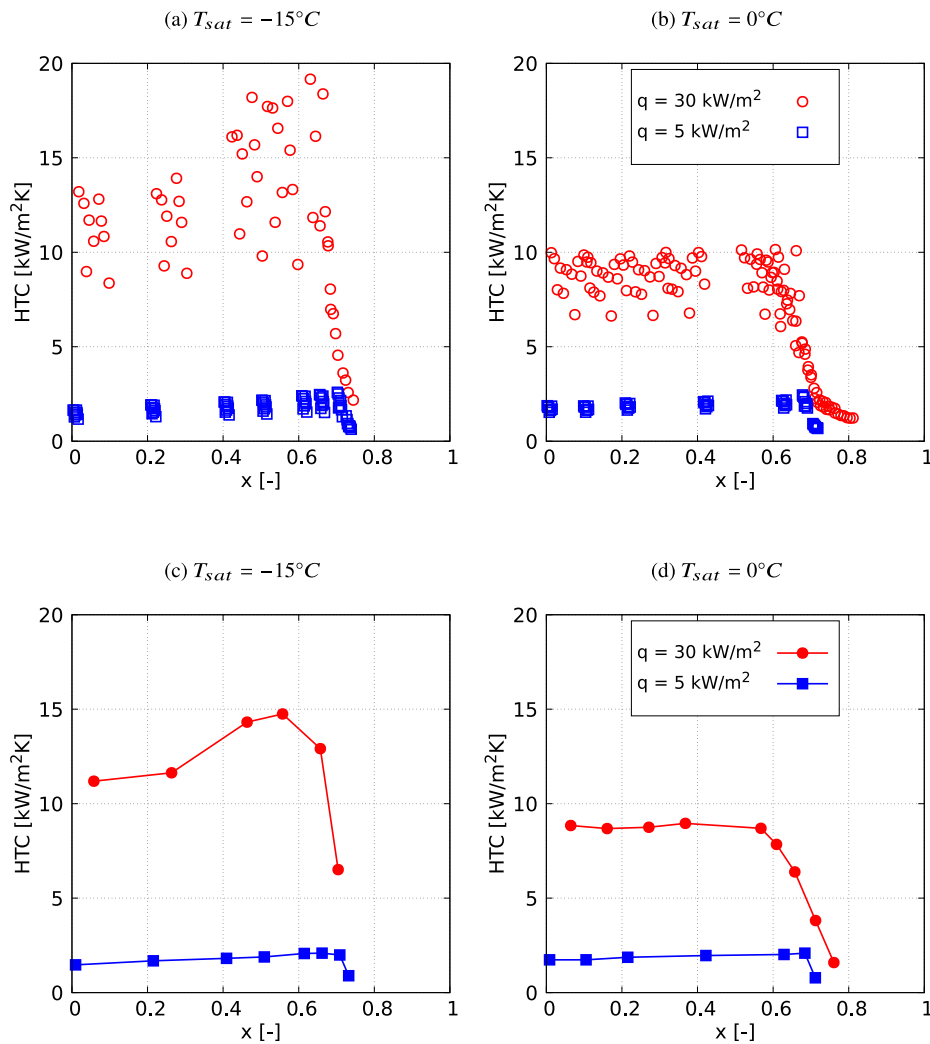 (a) T_sat = −15°C
(b) T_sat = 0°C
20
15
10
5
0
HTC [kW/m²K]
0
0.2
0.4
0.6
0.8
1
x [-]
20
15
10
5
0
HTC [kW/m²K]
q = 30 kW/m²
q = 5 kW/m²
0
0.2
0.4
0.6
0.8
1
x [-]
(c) T_sat = −15°C
(d) T_sat = 0°C
20
15
10
5
0
HTC [kW/m²K]
0
0.2
0.4
0.6
0.8
1
x [-]
20
15
10
5
0
HTC [kW/m²K]
q = 30 kW/m²
q = 5 kW/m²
0
0.2
0.4
0.6
0.8
1
x [-]